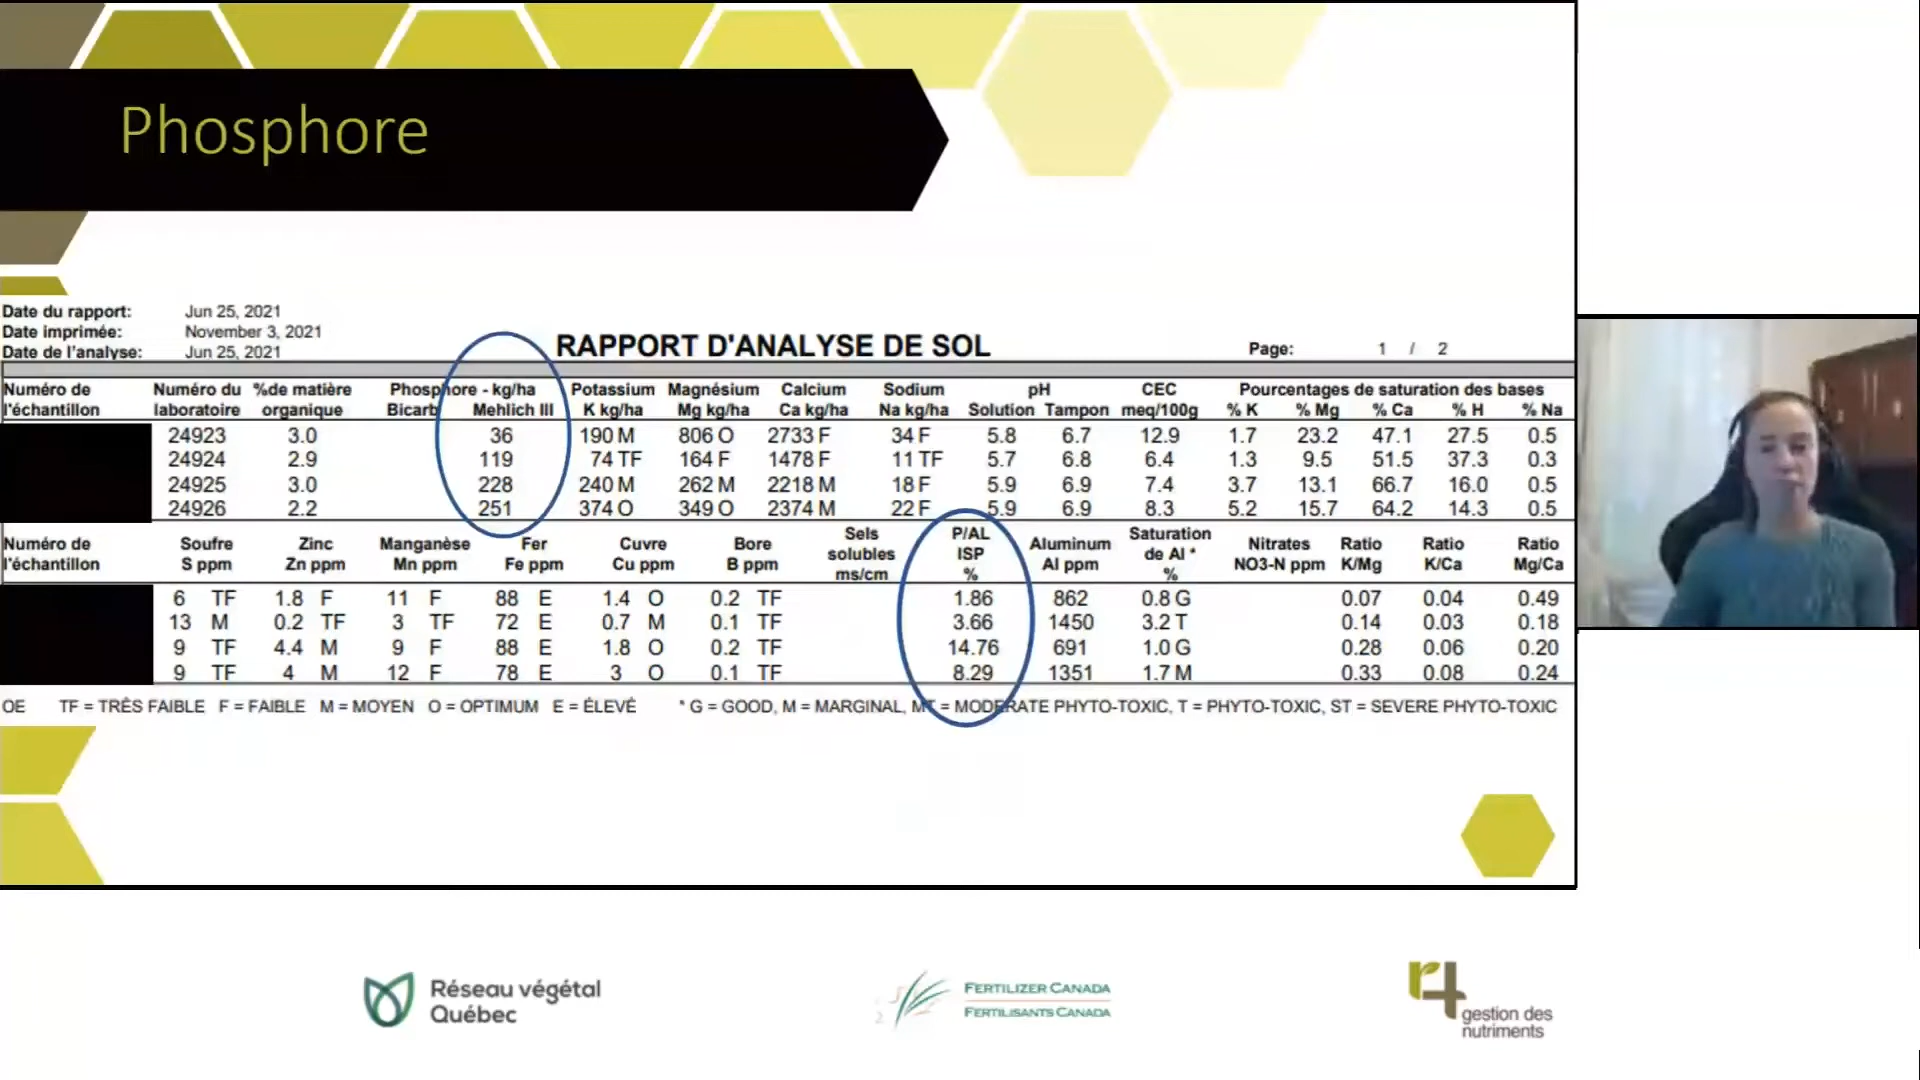 Phosphore
Date du rapport: Jun 25, 2021
Date imprimée: November 3, 2021
Date de l'analyse: Jun 25, 2021
RAPPORT D'ANALYSE DE SOL
Page: 1 / 2
Numéro de Numéro du %de matière Phosphore - kg/ha Potassium Magnésium Calcium Sodium pH CEC Pourcentages de saturation des bases
l'échantillon laboratoire organique Bicarb Mehlich III K kg/ha Mg kg/ha Ca kg/ha Na kg/ha Solution Tampon meq/100g % K % Mg % Ca % H % Na
24923 3.0 36 190 M 806 O 2733 F 34 F 5.8 6.7 12.9 1.7 23.2 47.1 27.5 0.5
24924 2.9 119 74 TF 164 F 1478 F 11 TF 5.7 6.8 6.4 1.3 9.5 51.5 37.3 0.3
24925 3.0 228 240 M 262 M 2218 M 18 F 5.9 6.9 7.4 3.7 13.1 66.7 16.0 0.5
24926 2.2 251 374 O 349 O 2374 M 22 F 5.9 6.9 8.3 5.2 15.7 64.2 14.3 0.5
Sels P/AL Saturation
Numéro de Soufre Zinc Manganèse Fer Cuvre Bore solubles ISP Aluminum de Al * Nitrates Ratio Ratio Ratio
l'échantillon S ppm Zn ppm Mn ppm Fe ppm Cu ppm B ppm ms/cm % Al ppm % NO3-N ppm K/Mg K/Ca Mg/Ca
6 TF 1.8 F 11 F 88 E 1.4 O 0.2 TF 1.86 862 0.8 G 0.07 0.04 0.49
13 M 0.2 TF 3 TF 72 E 0.7 M 0.1 TF 3.66 1450 3.2 T 0.14 0.03 0.18
9 TF 4.4 M 9 F 88 E 1.8 O 0.2 TF 14.76 691 1.0 G 0.28 0.06 0.20
9 TF 4 M 12 F 78 E 3 O 0.1 TF 8.29 1351 1.7 M 0.33 0.08 0.24
OE TF = TRÈS FAIBLE F = FAIBLE M = MOYEN O = OPTIMUM E = ÉLEVÉ * G = GOOD, M = MARGINAL, MT = MODERATE PHYTO-TOXIC, T = PHYTO-TOXIC, ST = SEVERE PHYTO-TOXIC
Réseau végétal
Québec
FERTILIZER CANADA
FERTILISANTS CANADA
r4
gestion des
nutriments